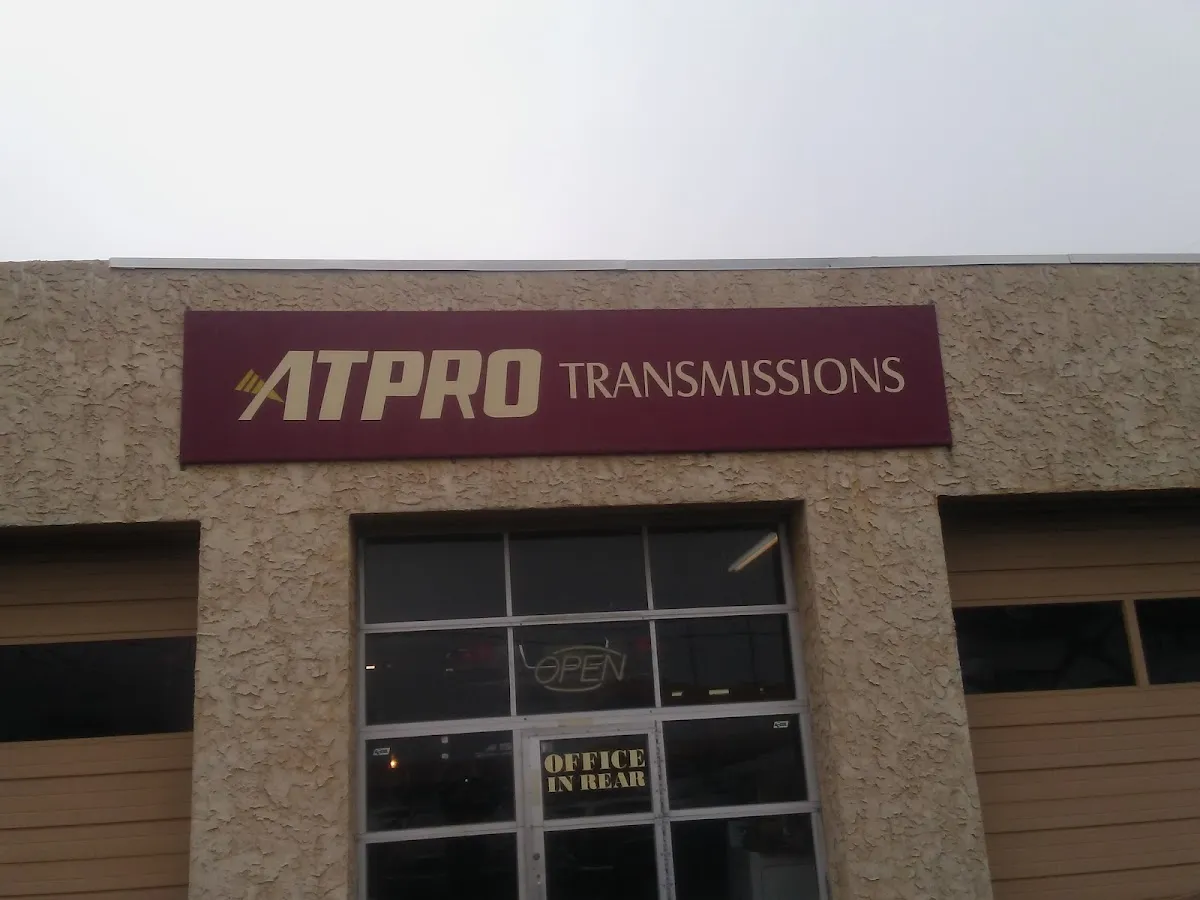 ATPRO TRANSMISSIONS
OPEN
OFFICE
IN REAR